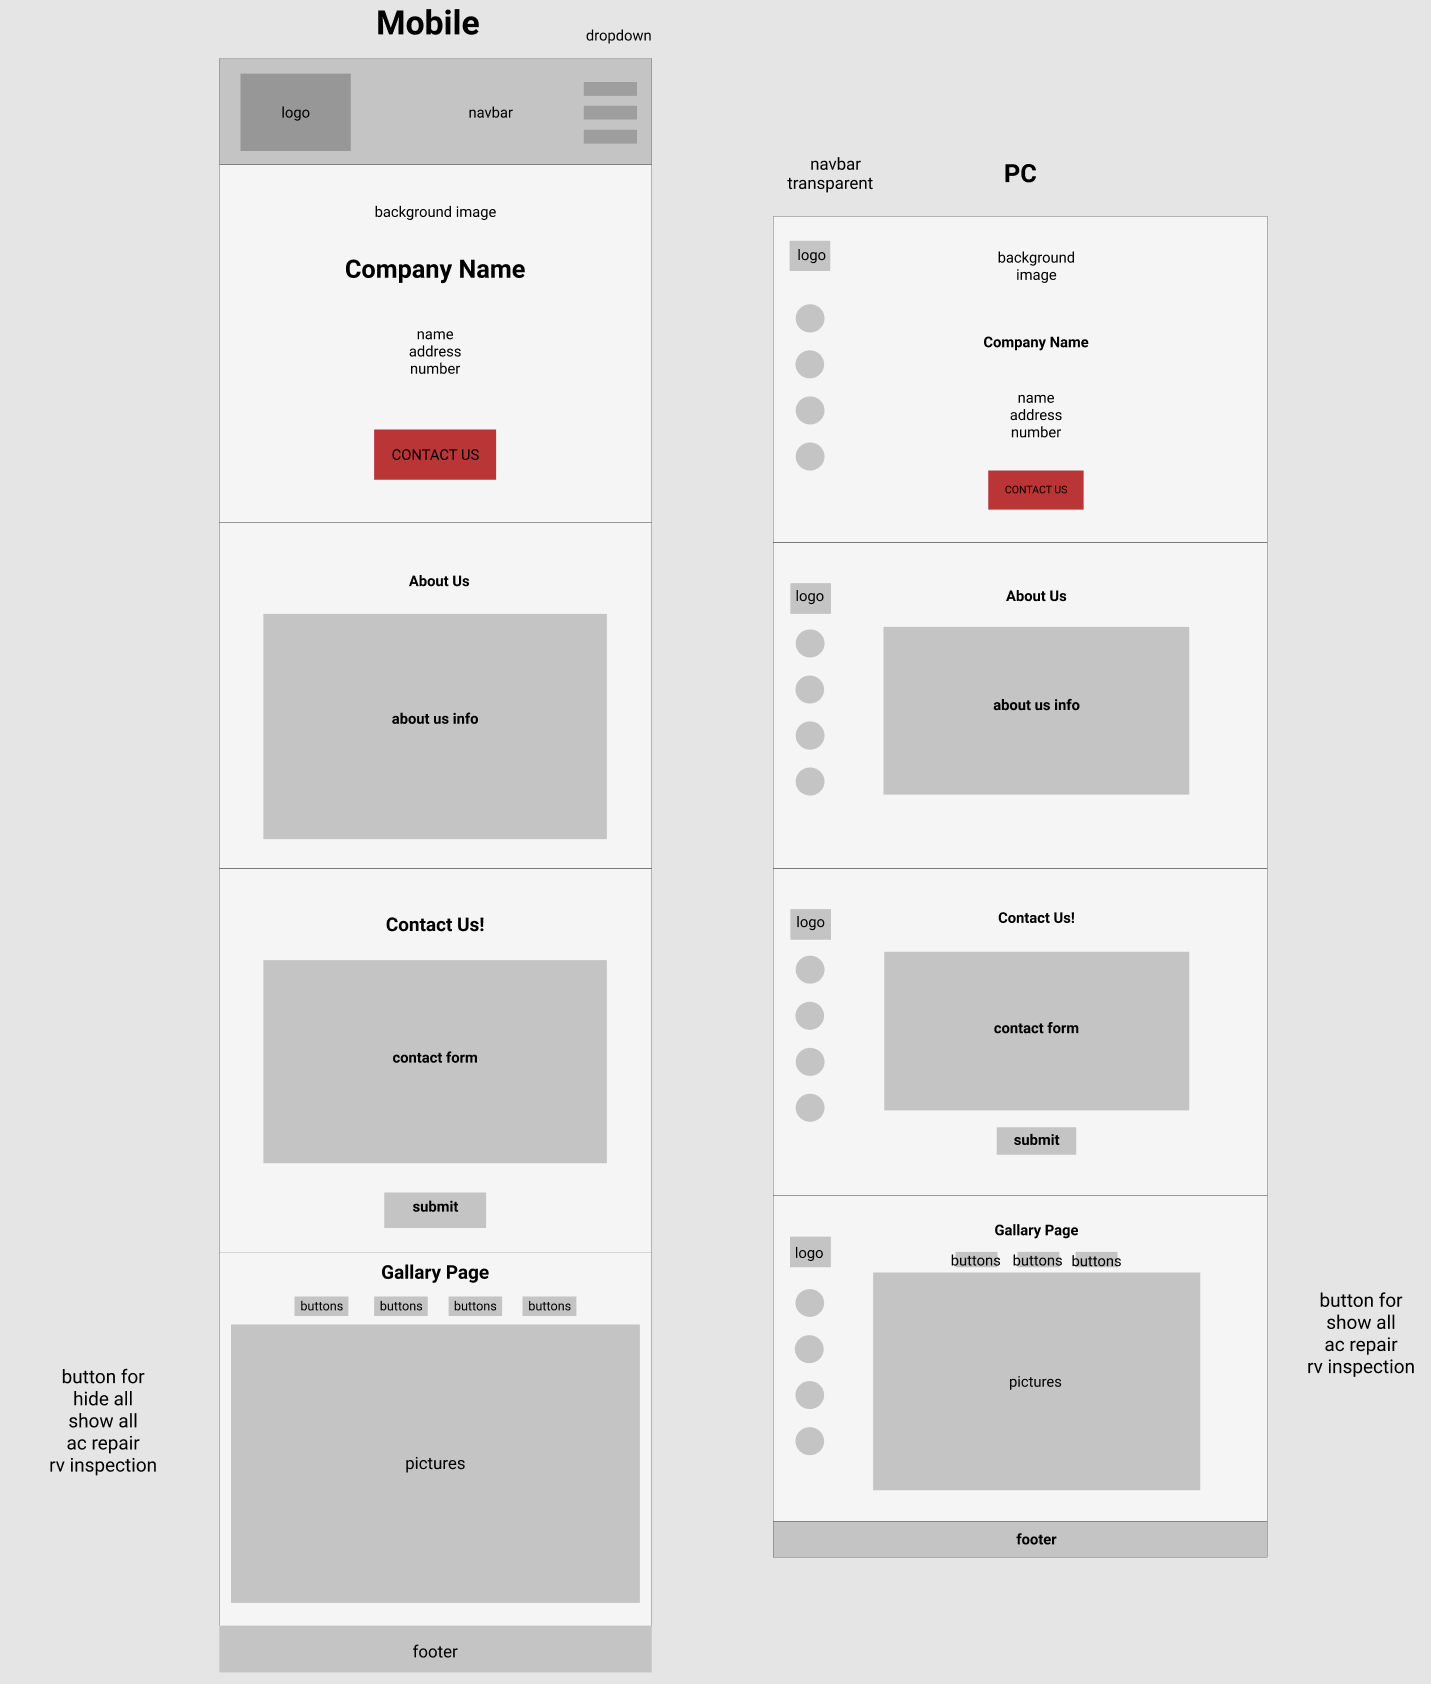 Mobile
dropdown
logo
navbar
background image
Company Name
name
address
number
CONTACT US
About Us
about us info
Contact Us!
contact form
submit
Gallary Page
buttons
buttons
buttons
buttons
button for
hide all
show all
ac repair
rv inspection
pictures
footer
navbar
transparent
PC
logo
background
image
Company Name
name
address
number
CONTACT US
logo
About Us
about us info
logo
Contact Us!
contact form
submit
Gallary Page
logo
buttons
buttons
buttons
pictures
button for
show all
ac repair
rv inspection
footer